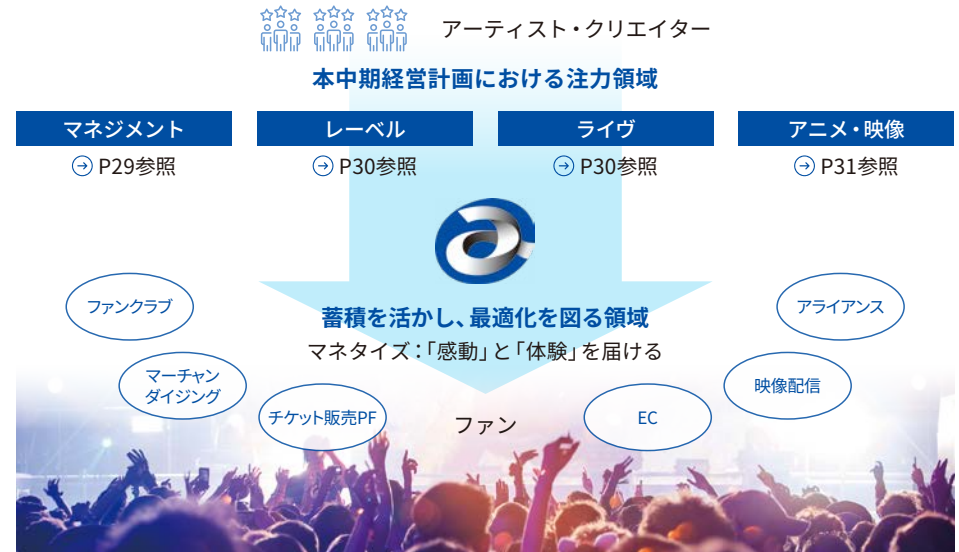 アーティスト・クリエイター
本中期経営計画における注力領域
マネジメント
レーベル
ライヴ
アニメ・映像
P29参照
P30参照
P30参照
P31参照
ファンクラブ
アライアンス
蓄積を活かし、最適化を図る領域
マネタイズ：「感動」と「体験」を届ける
マーチャン
ダイジング
映像配信
チケット販売PF
ファン
EC